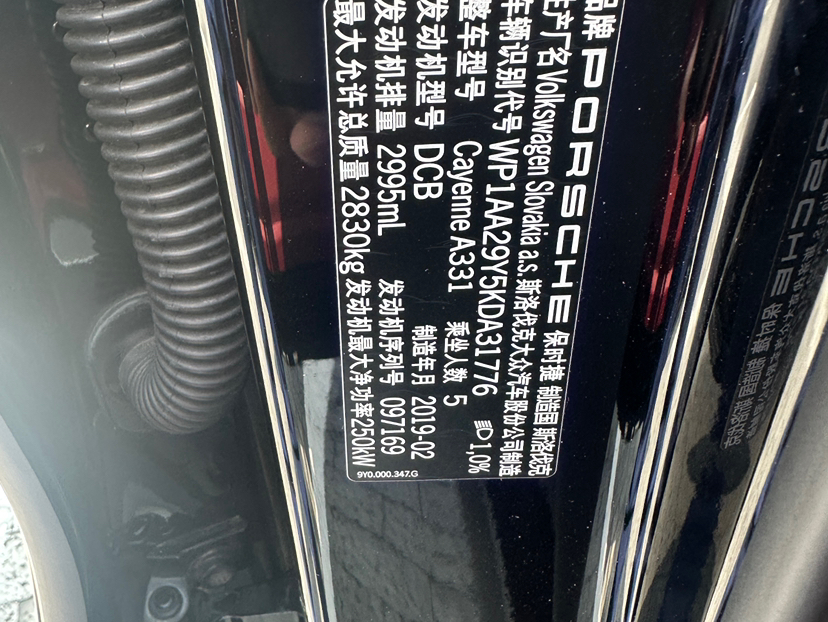 品牌 PORSCHE 保时捷 制造国 斯洛伐克
生产厂名 Volkswagen Slovakia a.s. 斯洛伐克大众汽车股份公司制造
车辆识别代号 WP1AA29Y5KDA31776
整车型号 Cayenne A331 乘坐人数 5 1,0%
发动机型号 DCB 制造年月 2019-02
发动机排量 2995mL 发动机序列号 097169
最大允许总质量 2830kg 发动机最大净功率250kW
9Y0.000.347.G